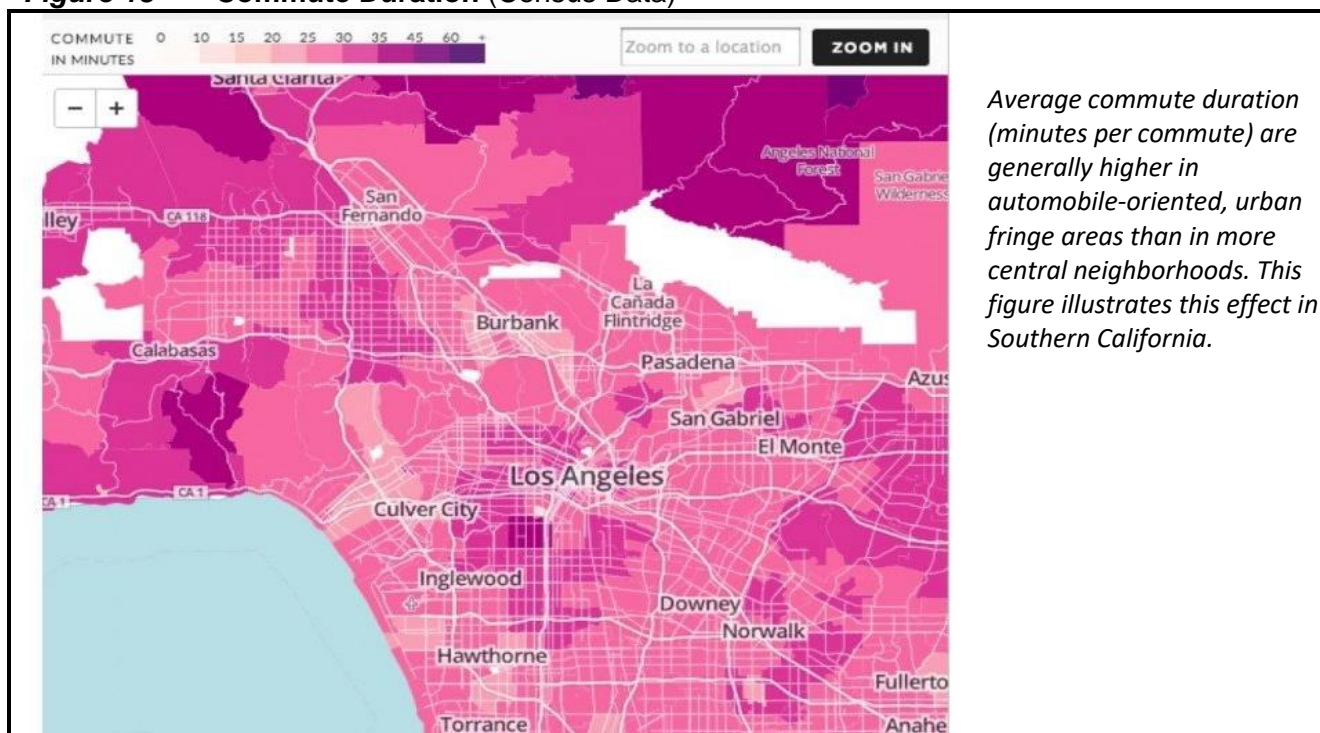 Commute Duration (Census Data)
COMMUTE 0 10 15 20 25 30 35 45 60 +
IN MINUTES
Zoom to a location
ZOOM IN
Santa Clarita
− +
Angeles National
Forest
San Gabrie
Wilderness
San
Fernando
lley
CA 118
La
Cañada
Flintridge
Burbank
Calabasas
Pasadena
Azus
San Gabriel
El Monte
Los Angeles
CA 1
CA 1
Culver City
Inglewood
Downey
Norwalk
Hawthorne
Fullerto
Torrance
Anahe
Average commute duration
(minutes per commute) are
generally higher in
automobile-oriented, urban
fringe areas than in more
central neighborhoods. This
figure illustrates this effect in
Southern California.